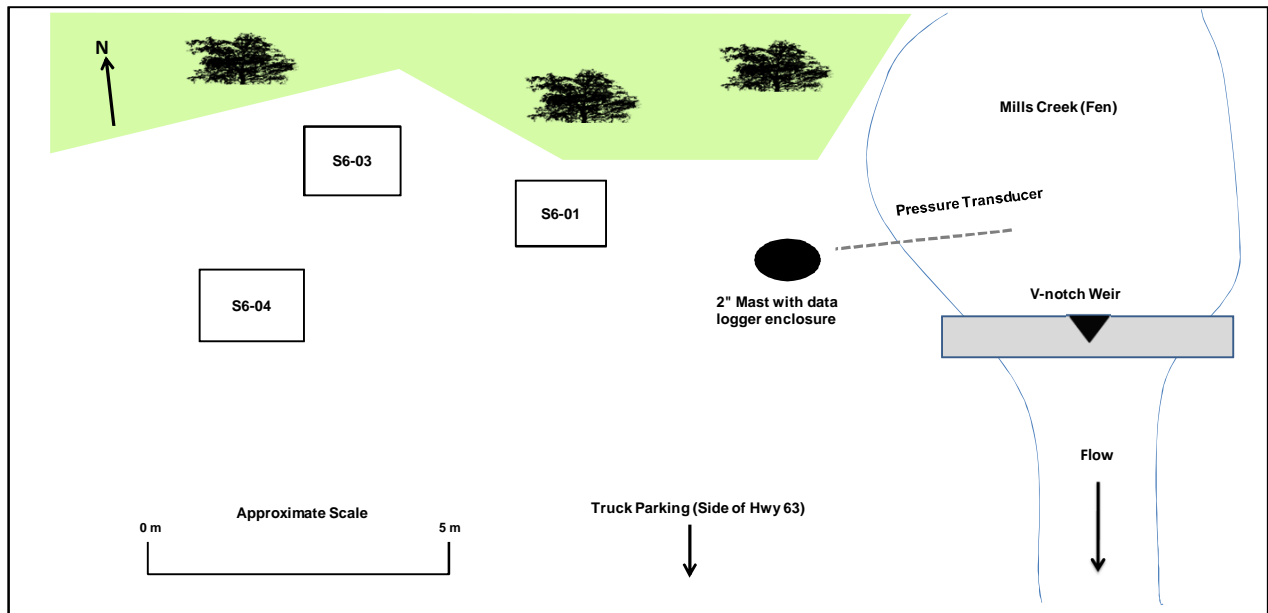 N
Mills Creek (Fen)
S6-03
S6-01
Pressure Transducer
S6-04
2" Mast with data
logger enclosure
V-notch Weir
Flow
Truck Parking (Side of Hwy 63)
Approximate Scale
0 m
5 m